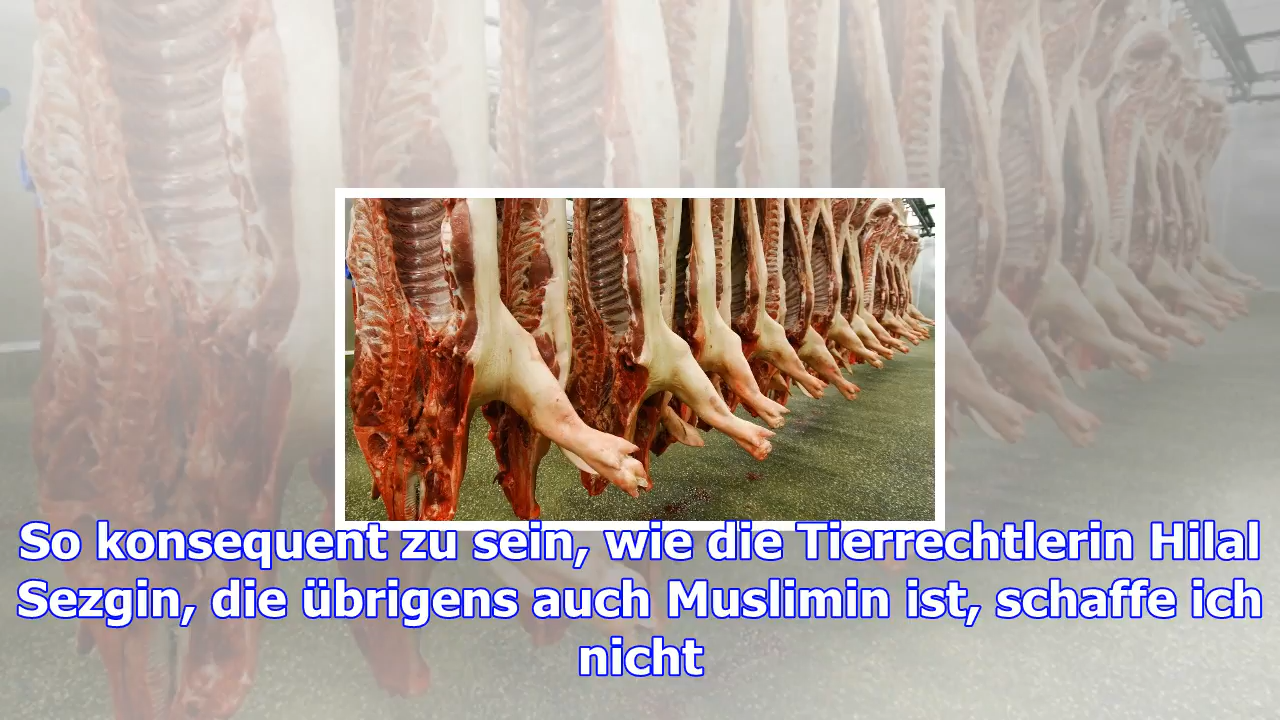 So konsequent zu sein, wie die Tierrechtlerin Hilal
Sezgin, die übrigens auch Muslimin ist, schaffe ich
nicht